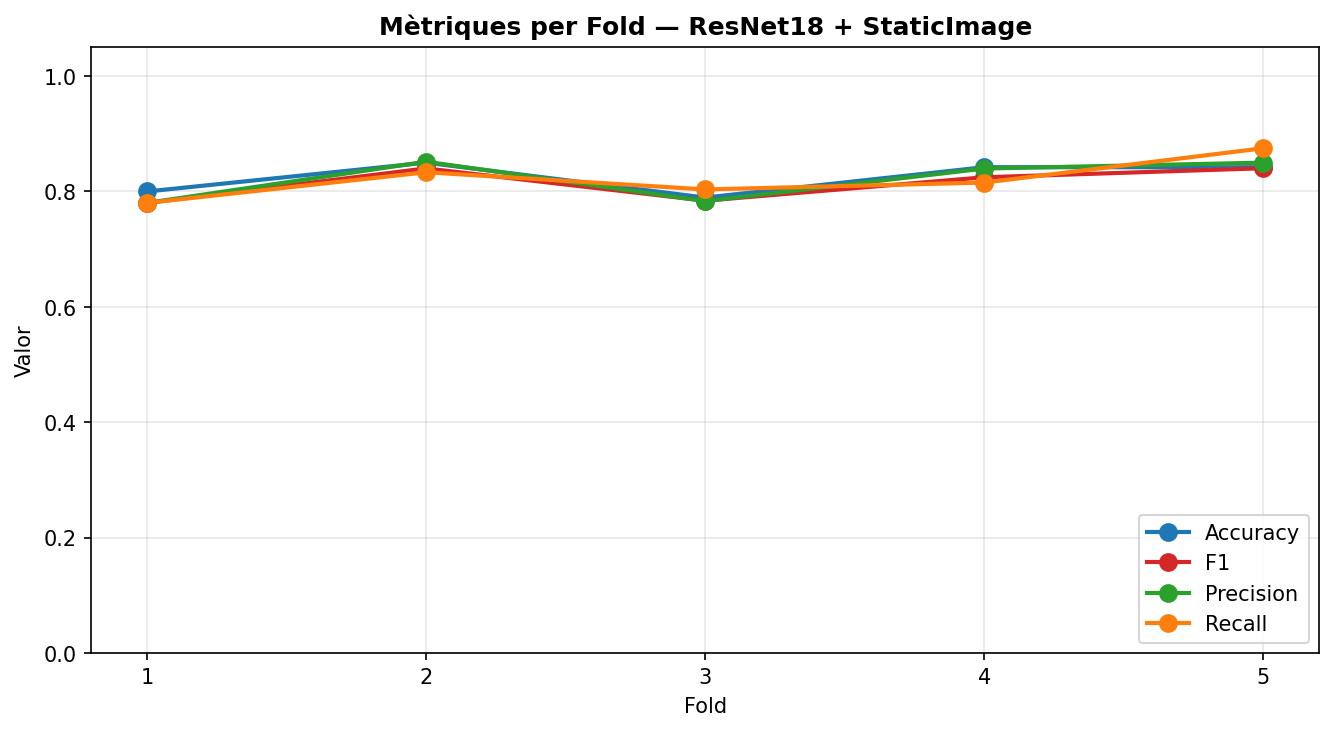 Mètriques per Fold — ResNet18 + StaticImage
1.0
0.8
0.6
0.4
0.2
0.0
Valor
1 2 3 4 5
Fold
Accuracy
F1
Precision
Recall